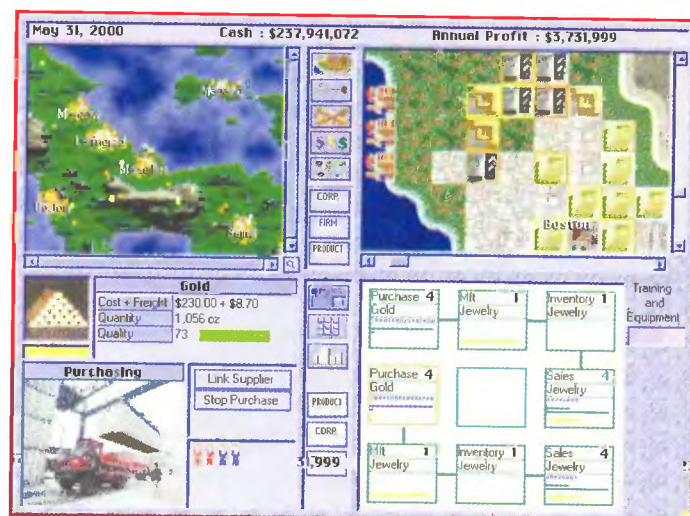 May 31, 2000 Cash : $237,941,072 Annual Profit : $3,731,999
Boston
CORP.
FIRM
PRODUCT
Gold
Cost + Freight $230.00 + $8.70
Quantity 1,056 oz
Quality 73
Purchasing
Link Supplier
Stop Purchase
PRODUCT
CORP.
31,999
Purchase 4
Gold
Mft 1
Jewelry
Inventory 1
Jewelry
Training
and
Equipment
Purchase 4
Gold
Sales 4
Jewelry
Mft 1
Jewelry
Inventory 1
Jewelry
Sales 4
Jewelry